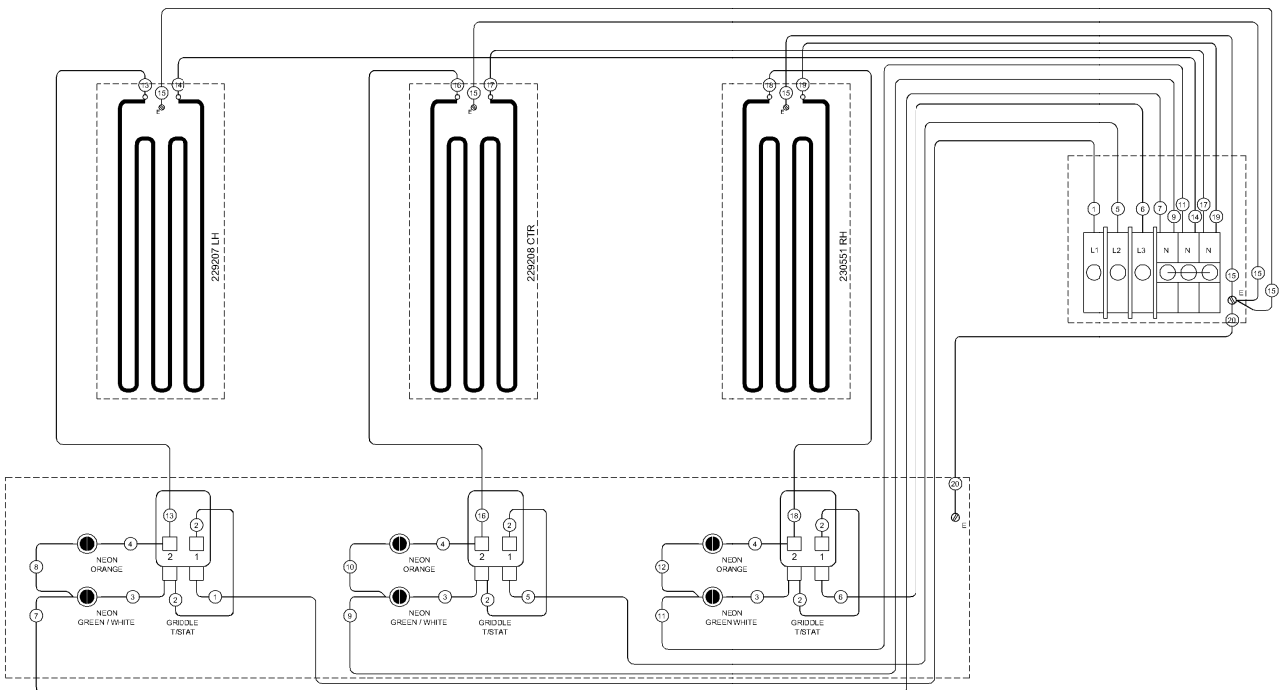 13
15
14
E
16
15
17
E
18
15
19
E
229207 LH
229208 CTR
230551 RH
1
5
6
7
9
11
14
17
19
L1
L2
L3
N
N
N
15
15
15
E
20
20
E
13
2
2
1
4
NEON
ORANGE
8
3
2
1
7
NEON
GREEN / WHITE
GRIDDLE
T/STAT
16
2
2
1
4
NEON
ORANGE
10
3
2
5
9
NEON
GREEN / WHITE
GRIDDLE
T/STAT
18
2
2
1
4
NEON
ORANGE
12
3
2
6
11
NEON
GREEN WHITE
GRIDDLE
T/STAT